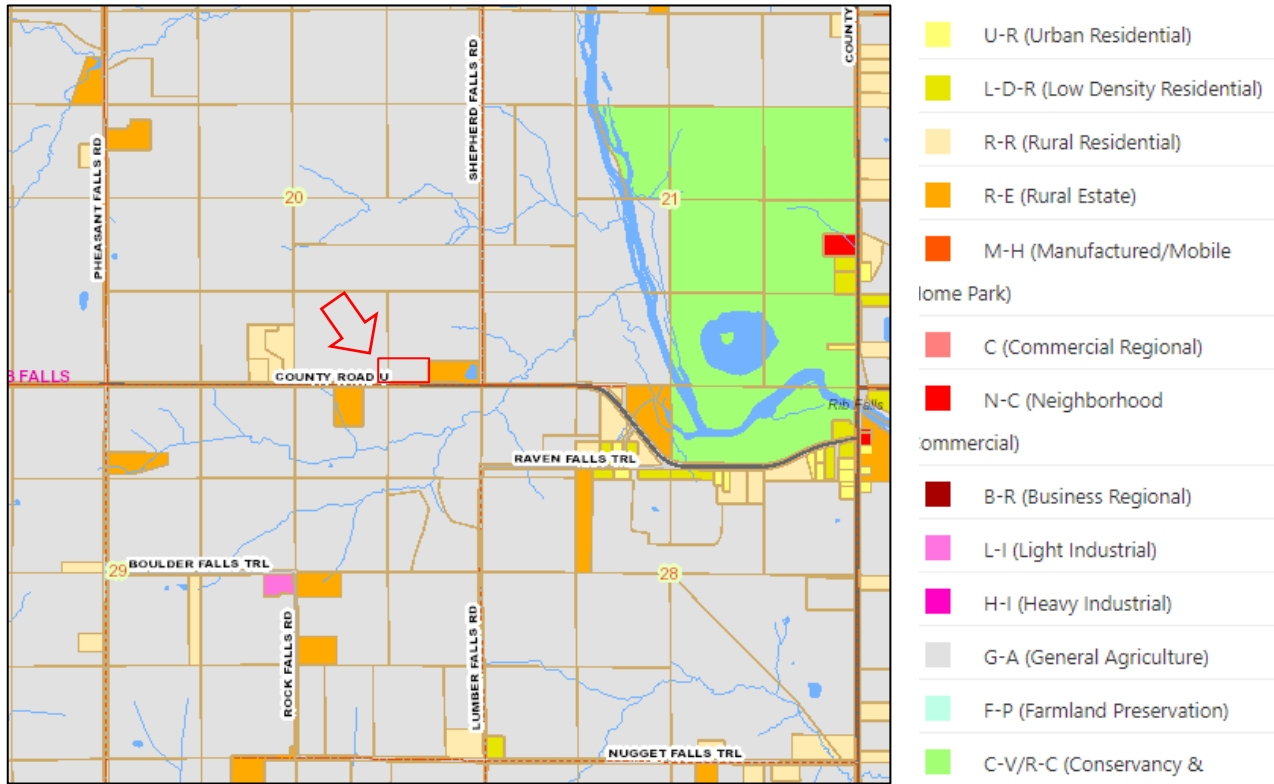 SHEPHERD FALLS RD
COUNTY
PHEASANT FALLS RD
20
21
B FALLS
COUNTY ROAD U
Rib Falls
RAVEN FALLS TRL
BOULDER FALLS TRL
29
28
ROCK FALLS RD
LUMBER FALLS RD
NUGGET FALLS TRL
U-R (Urban Residential)
L-D-R (Low Density Residential)
R-R (Rural Residential)
R-E (Rural Estate)
M-H (Manufactured/Mobile
Home Park)
C (Commercial Regional)
N-C (Neighborhood
ommercial)
B-R (Business Regional)
L-I (Light Industrial)
H-I (Heavy Industrial)
G-A (General Agriculture)
F-P (Farmland Preservation)
C-V/R-C (Conservancy &